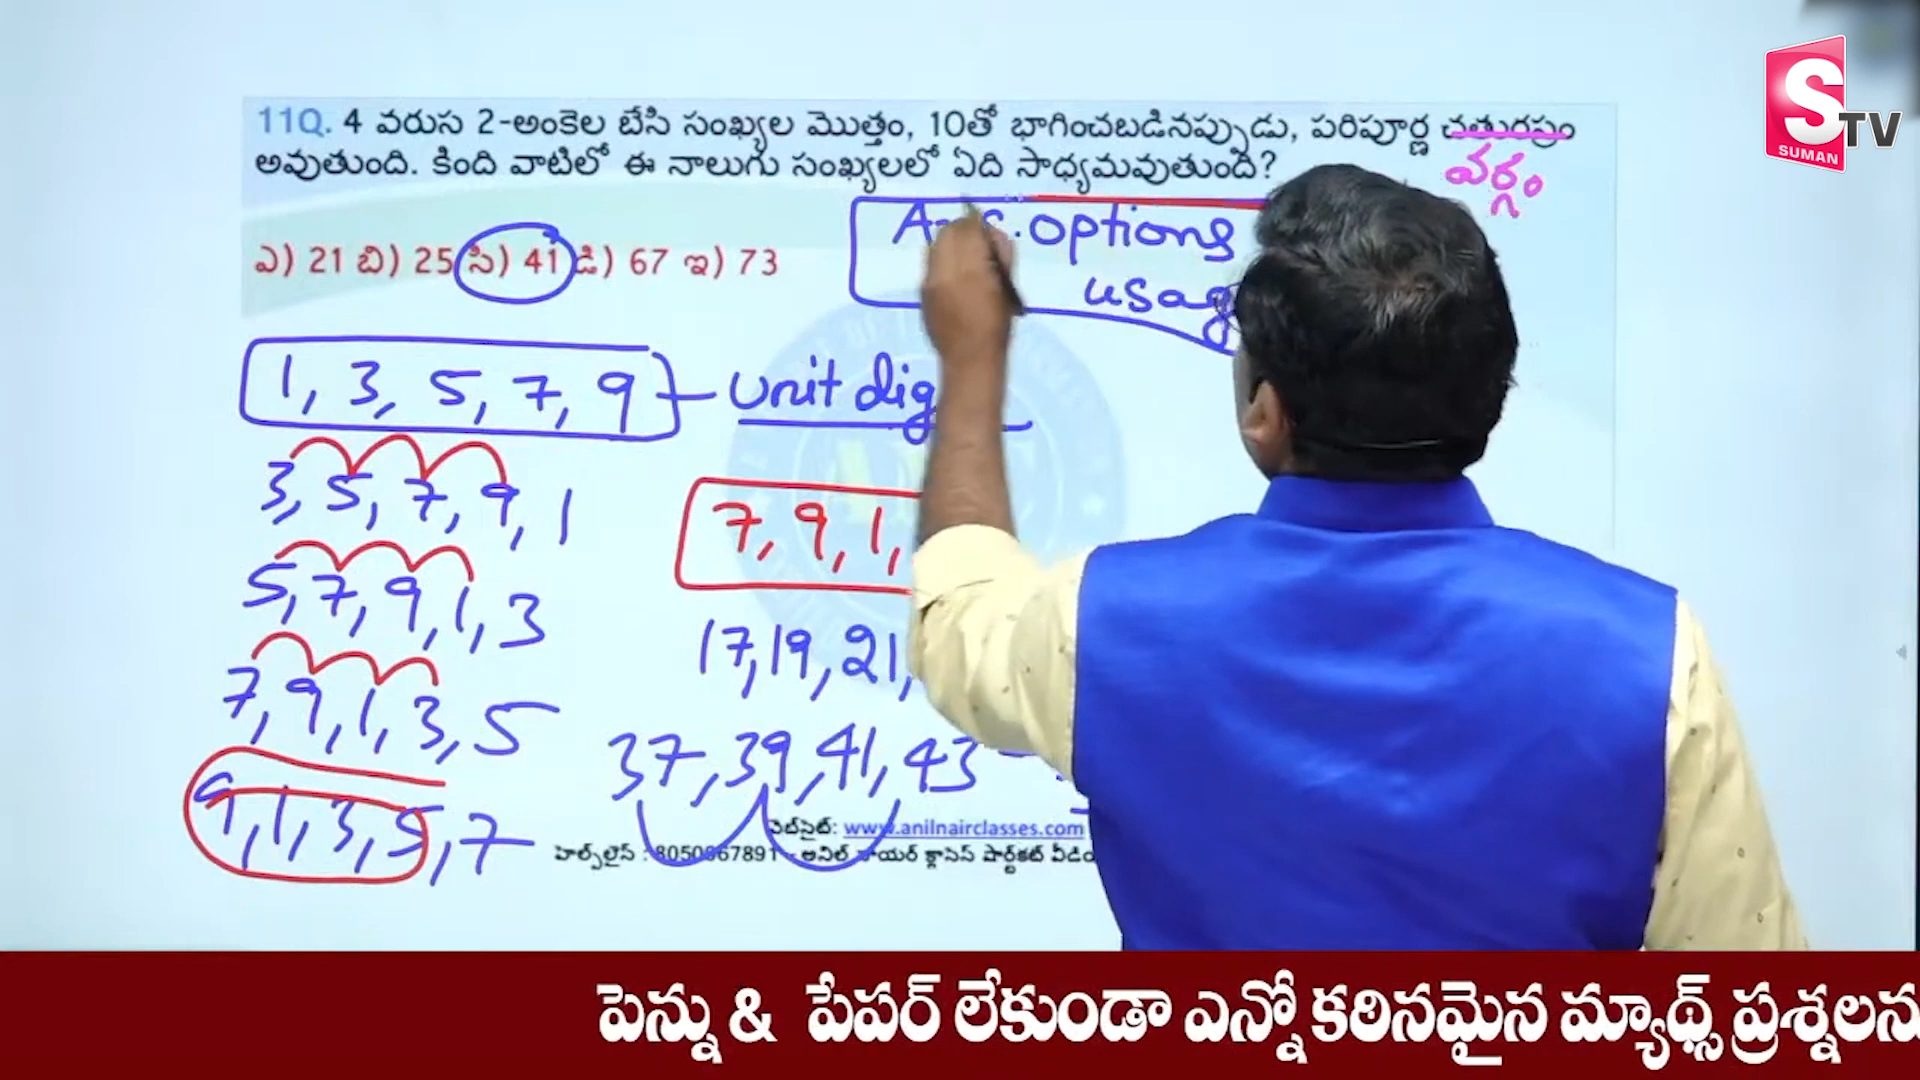 11Q. 4 వరుస 2-అంకెల బేసి సంఖ్యల మొత్తం, 10తో భాగించబడినప్పుడు, పరిపూర్ణ చతురస్రం
అవుతుంది. కింది వాటిలో ఈ నాలుగు సంఖ్యలలో ఏది సాధ్యమవుతుంది?
వర్గం
options
ఎ) 21 బి) 25 సి) 41 డి) 67 ఇ) 73
1, 3, 5, 7, 9
3, 5, 7, 9, 1
7, 9, 1,
5, 7, 9, 1, 3
17, 19, 21,
7, 9, 1, 3, 5
37, 39, 41, 43
9, 1, 3, 5, 7
వెబ్‌సైట్: www.anilnairclasses.com
హెల్ప్‌లైన్ :
S TV
SUMAN
పెన్ను & పేపర్ లేకుండా ఎన్నో కఠినమైన మ్యాథ్స్ ప్రశ్నలను